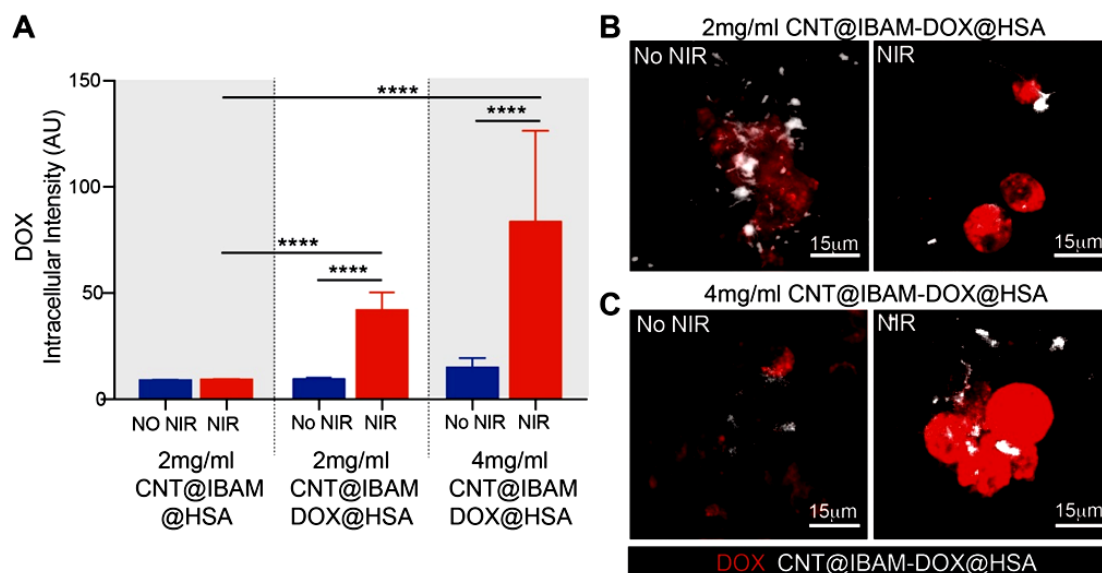 A
DOX
Intracellular Intensity (AU)
150
100
50
0
****
****
****
****
NO NIR
NIR
No NIR
NIR
No NIR
NIR
2mg/ml
CNT@IBAM
@HSA
2mg/ml
CNT@IBAM
DOX@HSA
4mg/ml
CNT@IBAM
DOX@HSA
B
2mg/ml CNT@IBAM-DOX@HSA
No NIR
15μm
NIR
15μm
C
4mg/ml CNT@IBAM-DOX@HSA
No NIR
15μm
NIR
15μm
DOX CNT@IBAM-DOX@HSA